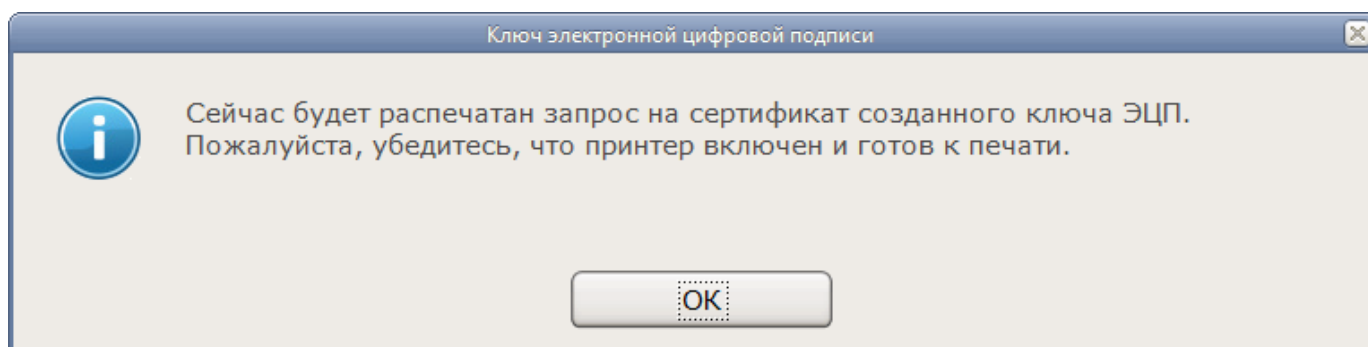 Ключ электронной цифровой подписи
Сейчас будет распечатан запрос на сертификат созданного ключа ЭЦП.
Пожалуйста, убедитесь, что принтер включен и готов к печати.
ОК